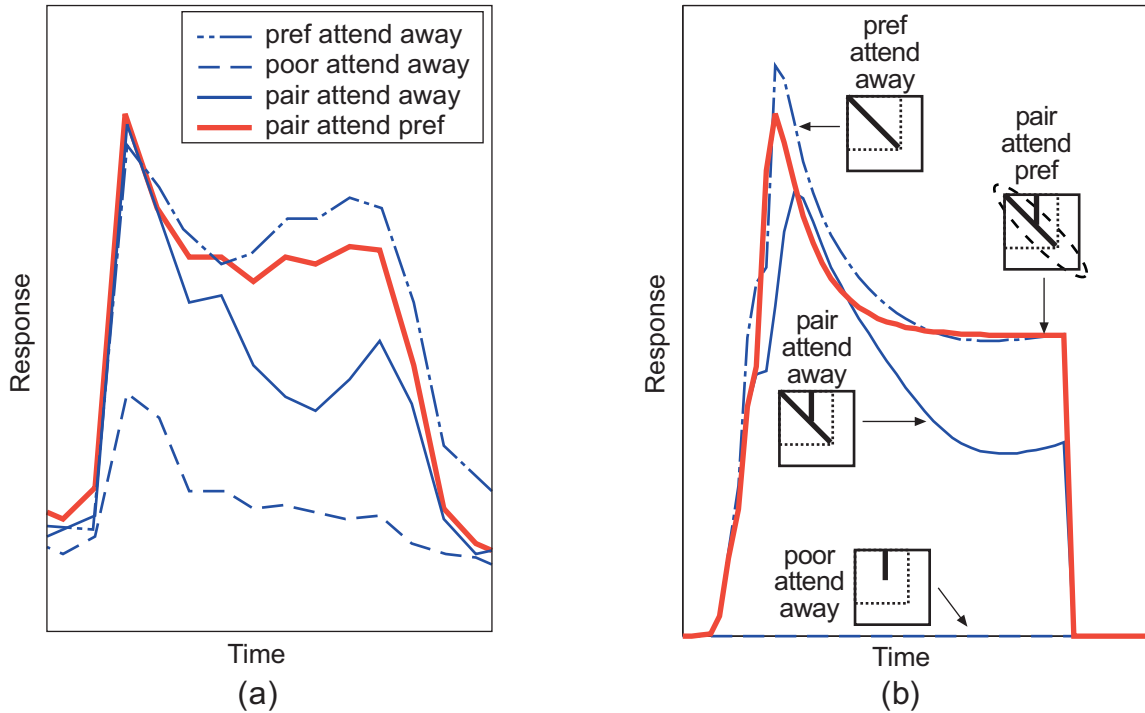 pref attend away
poor attend away
pair attend away
pair attend pref
Response
Time
(a)
pref
attend
away
pair
attend
pref
pair
attend
away
poor
attend
away
Response
Time
(b)